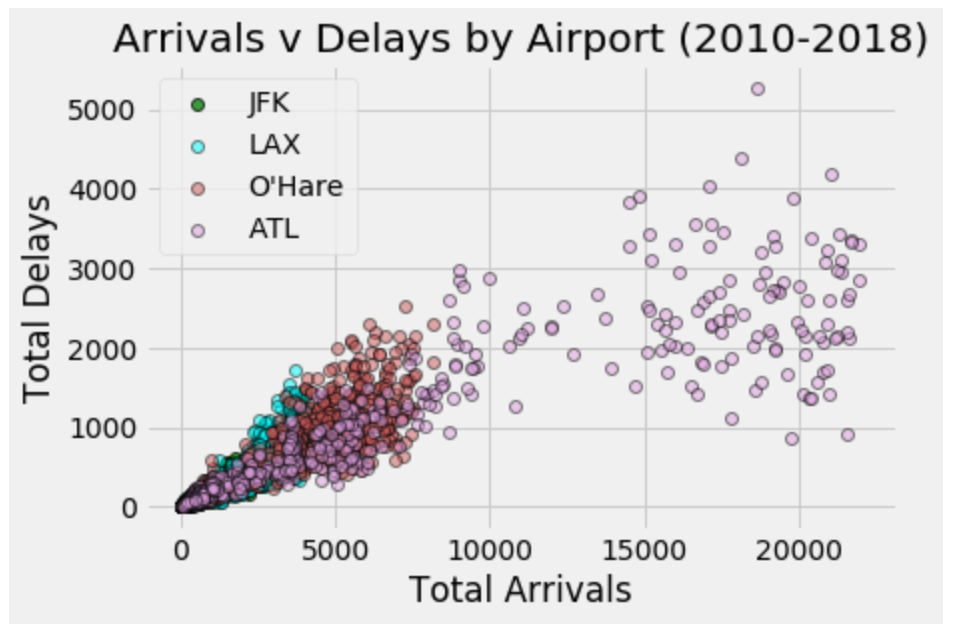 Arrivals v Delays by Airport (2010-2018)
JFK
LAX
O'Hare
ATL
Total Delays
5000
4000
3000
2000
1000
0
0 5000 10000 15000 20000
Total Arrivals